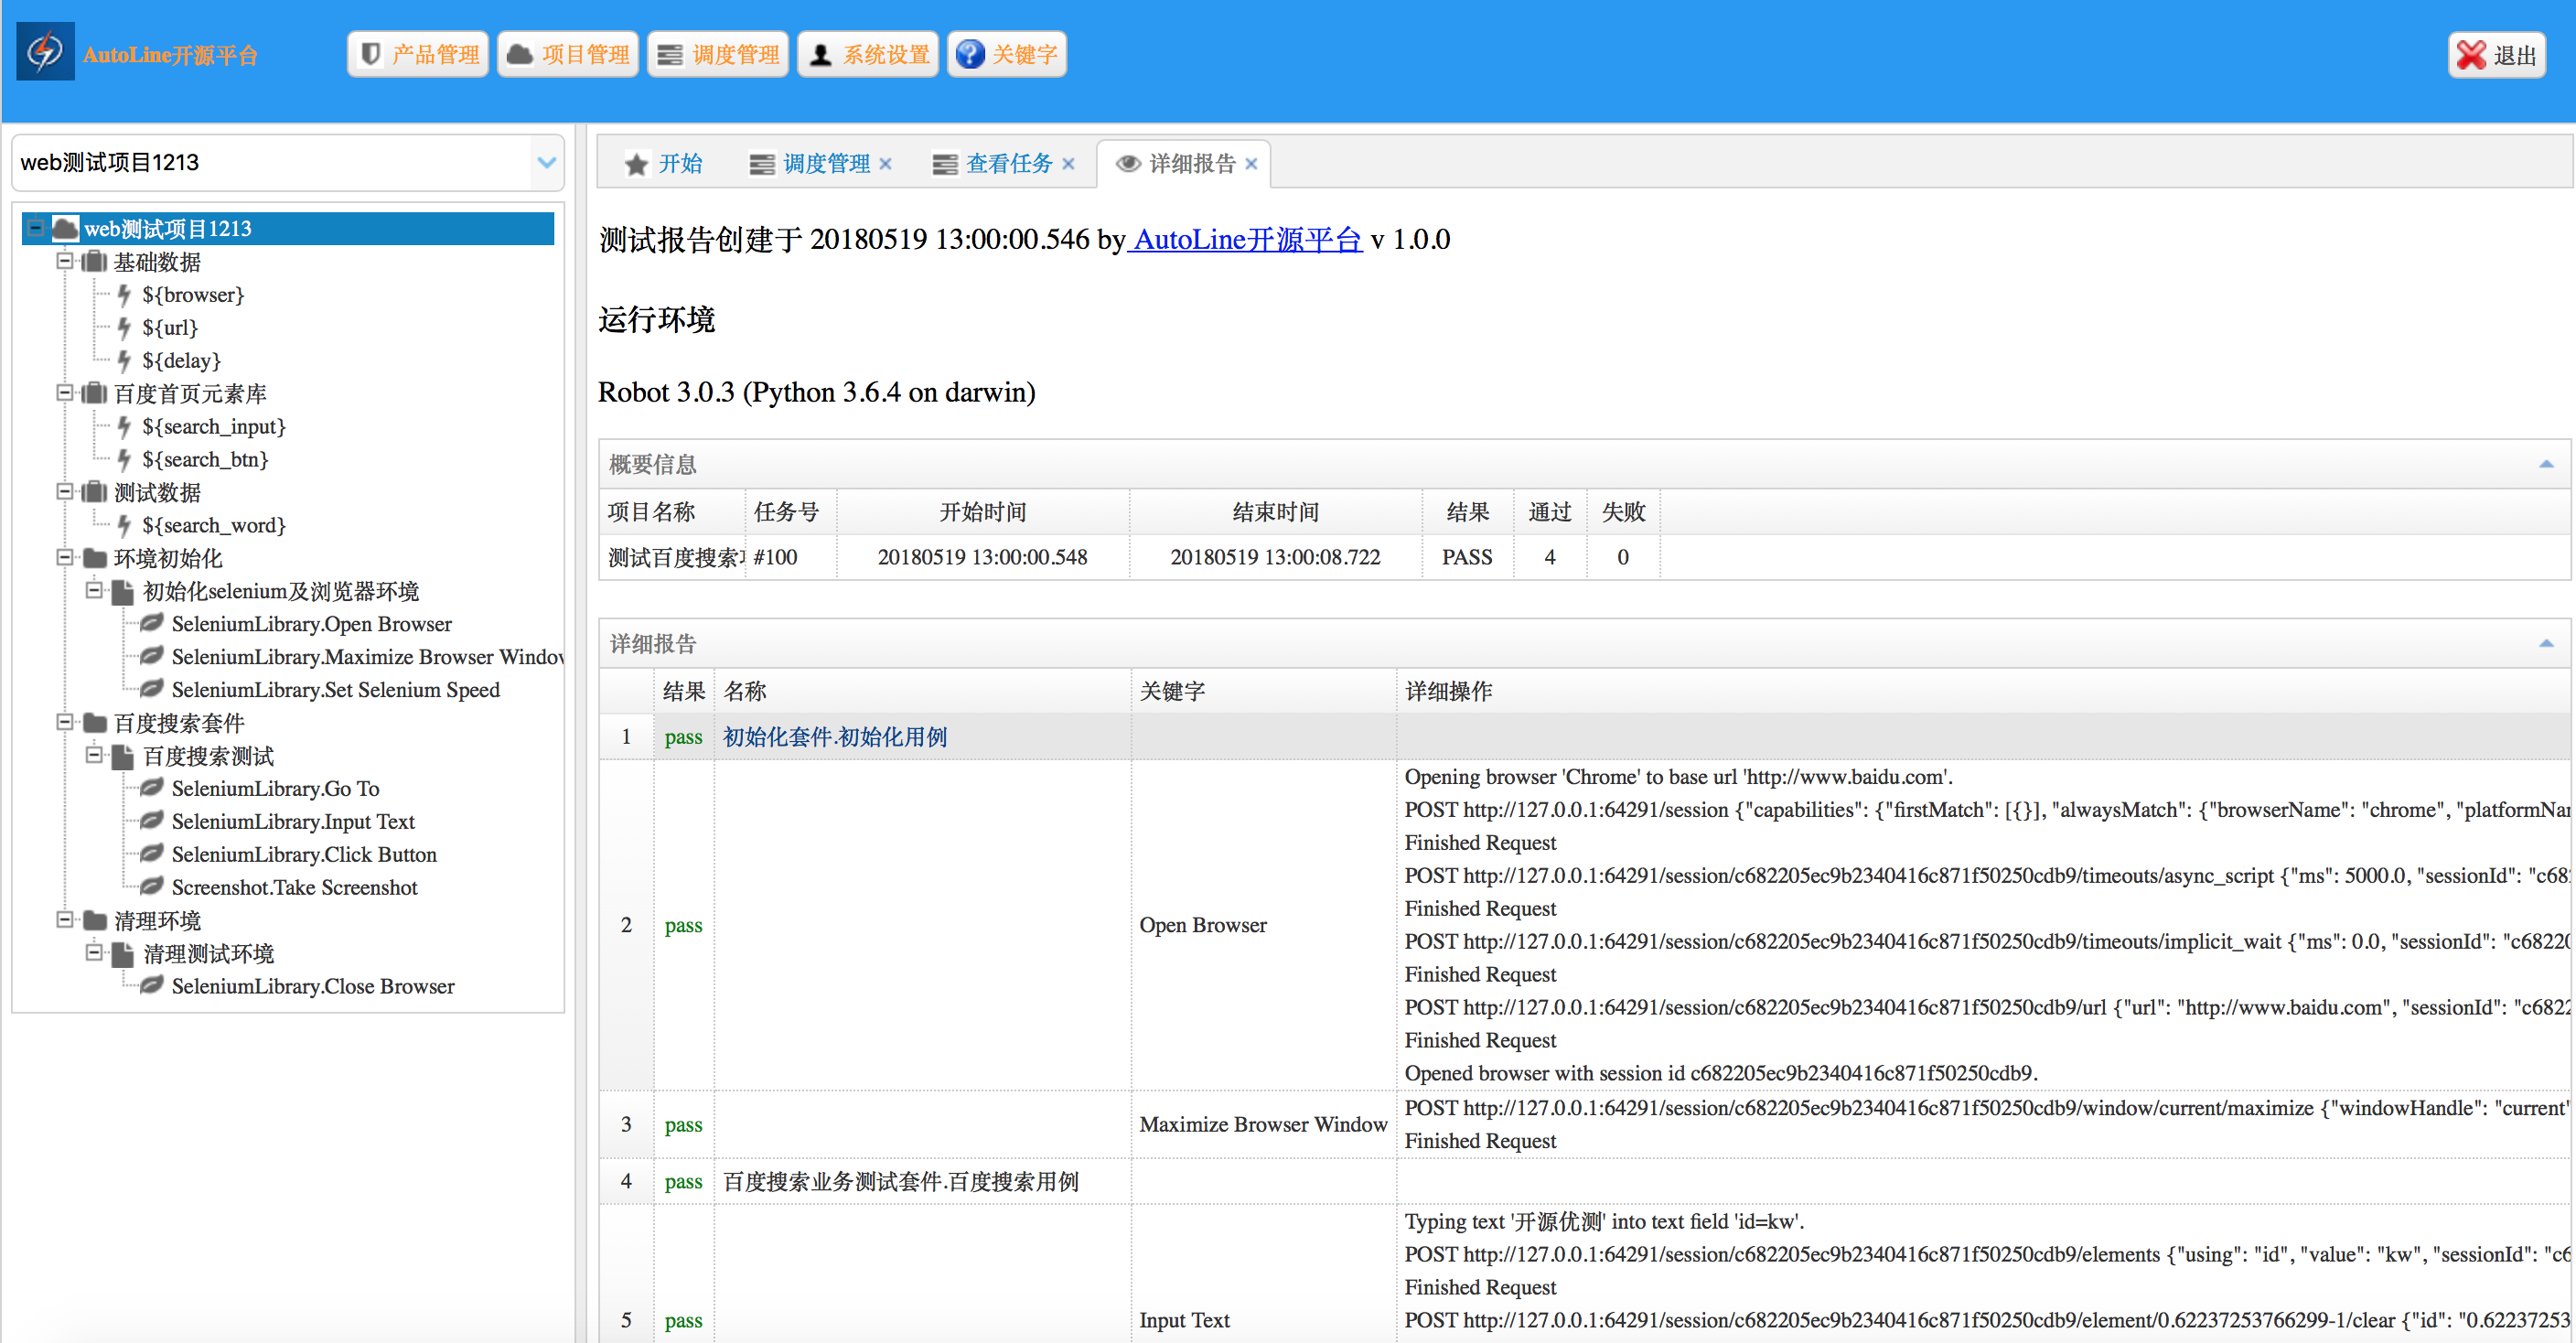 AutoLine开源平台 产品管理 项目管理 调度管理 系统设置 关键字 退出
web测试项目1213
web测试项目1213
基础数据
${browser}
${url}
${delay}
百度首页元素库
${search_input}
${search_btn}
测试数据
${search_word}
环境初始化
初始化selenium及浏览器环境
SeleniumLibrary.Open Browser
SeleniumLibrary.Maximize Browser Windo
SeleniumLibrary.Set Selenium Speed
百度搜索套件
百度搜索测试
SeleniumLibrary.Go To
SeleniumLibrary.Input Text
SeleniumLibrary.Click Button
Screenshot.Take Screenshot
清理环境
清理测试环境
SeleniumLibrary.Close Browser
开始 调度管理 查看任务 详细报告
测试报告创建于 20180519 13:00:00.546 by AutoLine开源平台 v 1.0.0
运行环境
Robot 3.0.3 (Python 3.6.4 on darwin)
概要信息
项目名称 任务号 开始时间 结束时间 结果 通过 失败
测试百度搜索 #100 20180519 13:00:00.548 20180519 13:00:08.722 PASS 4 0
详细报告
结果 名称 关键字 详细操作
1 pass 初始化套件.初始化用例
2 pass Open Browser
Opening browser 'Chrome' to base url 'http://www.baidu.com'.
POST http://127.0.0.1:64291/session {"capabilities": {"firstMatch": [{}], "alwaysMatch": {"browserName": "chrome", "platformNa
Finished Request
POST http://127.0.0.1:64291/session/c682205ec9b2340416c871f50250cdb9/timeouts/async_script {"ms": 5000.0, "sessionId": "c68
Finished Request
POST http://127.0.0.1:64291/session/c682205ec9b2340416c871f50250cdb9/timeouts/implicit_wait {"ms": 0.0, "sessionId": "c6822
Finished Request
POST http://127.0.0.1:64291/session/c682205ec9b2340416c871f50250cdb9/url {"url": "http://www.baidu.com", "sessionId": "c6822
Finished Request
Opened browser with session id c682205ec9b2340416c871f50250cdb9.
3 pass Maximize Browser Window
POST http://127.0.0.1:64291/session/c682205ec9b2340416c871f50250cdb9/window/current/maximize {"windowHandle": "current"
Finished Request
4 pass 百度搜索业务测试套件.百度搜索用例
5 pass Input Text
Typing text '开源优测' into text field 'id=kw'.
POST http://127.0.0.1:64291/session/c682205ec9b2340416c871f50250cdb9/elements {"using": "id", "value": "kw", "sessionId": "c6
Finished Request
POST http://127.0.0.1:64291/session/c682205ec9b2340416c871f50250cdb9/element/0.62237253766299-1/clear {"id": "0.62237253